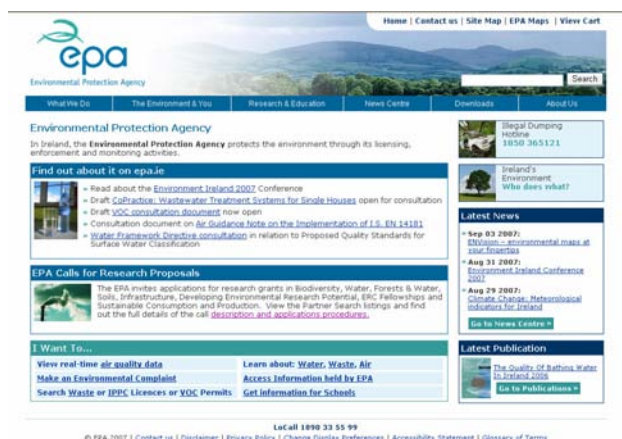 Home | Contact us | Site Map | EPA Maps | View Cart
epa
Environmental Protection Agency
Search
What We Do
The Environment & You
Research & Education
News Centre
Downloads
About Us
Environmental Protection Agency
In Ireland, the Environmental Protection Agency protects the environment through its licensing,
enforcement and monitoring activities.
Find out about it on epa.ie
» Read about the Environment Ireland 2007 Conference
» Draft CoPractice: Wastewater Treatment Systems for Single Houses open for consultation
» Draft VOC consultation document now open
» Consultation document on Air Guidance Note on the Implementation of I.S. EN 14181
» Water Framework Directive consultation in relation to Proposed Quality Standards for
Surface Water Classification
EPA Calls for Research Proposals
The EPA invites applications for research grants in Biodiversity, Water, Forests & Water,
Soils, Infrastructure, Developing Environmental Research Potential, ERC Fellowships and
Sustainable Consumption and Production. View the Partner Search listings and find
out the full details of the call description and applications procedures.
I Want To...
View real-time air quality data
Make an Environmental Complaint
Search Waste or IPPC Licences or VOC Permits
Learn about: Water, Waste, Air
Access Information held by EPA
Get information for Schools
Illegal Dumping
Hotline
1850 365121
Ireland's
Environment
Who does what?
Latest News
» Sep 03 2007:
ENVision – environmental maps at
your fingertips
» Aug 31 2007:
Environment Ireland Conference
2007
» Aug 29 2007:
Climate Change: Meteorological
indicators for Ireland
Go to News Centre »
Latest Publication
The Quality Of Bathing Water
In Ireland 2006
Go to Publications »
LoCall 1890 33 55 99
© EPA 2007 | Contact us | Disclaimer | Privacy Policy | Change Display Preferences | Accessibility Statement | Glossary of Terms